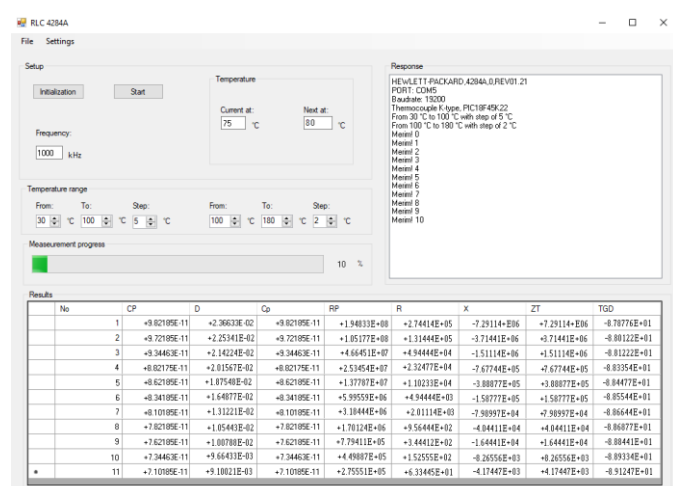 RLC 4284A
File Settings
Setup
Initialization Start
Frequency:
1000 kHz
Temperature
Current at: Next at:
75 °C 80 °C
Response
HEWLETT-PACKARD,4284A,0,REV01.21
PORT: COM5
Baudrate: 19200
Thermocouple K-type, PIC18F45K22
From 30 °C to 100 °C with step of 5 °C
From 100 °C to 180 °C with step of 2 °C
Merim! 0
Merim! 1
Merim! 2
Merim! 3
Merim! 4
Merim! 5
Merim! 6
Merim! 7
Merim! 8
Merim! 9
Merim! 10
Temperature range
From: To: Step: From: To: Step:
30 °C 100 °C 5 °C 100 °C 180 °C 2 °C
Measurement progress
10 %
Results
No CP D Cp RP R X ZT TGD
1 +9.82185E-11 +2.36633E-02 +9.82185E-11 +1.94833E+08 +2.74414E+05 -7.29114+E06 +7.29114+E06 -8.78776E+01
2 +9.72185E-11 +2.25341E-02 +9.72185E-11 +1.05177E+08 +1.31444E+05 -3.71441E+06 +3.71441E+06 -8.80122E+01
3 +9.34463E-11 +2.14224E-02 +9.34463E-11 +4.66451E+07 +4.94444E+04 -1.51114E+06 +1.51114E+06 -8.81222E+01
4 +8.82175E-11 +2.01567E-02 +8.82175E-11 +2.53454E+07 +2.32477E+04 -7.67744E+05 +7.67744E+05 -8.83354E+01
5 +8.62185E-11 +1.87548E-02 +8.62185E-11 +1.37787E+07 +1.10233E+04 -3.88877E+05 +3.88877E+05 -8.84477E+01
6 +8.34185E-11 +1.64877E-02 +8.34185E-11 +5.99559E+06 +4.94444E+03 -1.58777E+05 +1.58777E+05 -8.85544E+01
7 +8.10185E-11 +1.31221E-02 +8.10185E-11 +3.18444E+06 +2.01114E+03 -7.98997E+04 +7.98997E+04 -8.86644E+01
8 +7.82185E-11 +1.05443E-02 +7.82185E-11 +1.70124E+06 +9.56444E+02 -4.04411E+04 +4.04411E+04 -8.86877E+01
9 +7.62185E-11 +1.00788E-02 +7.62185E-11 +7.79411E+05 +3.44412E+02 -1.64441E+04 +1.64441E+04 -8.88441E+01
10 +7.34463E-11 +9.66433E-03 +7.34463E-11 +4.49887E+05 +1.52555E+02 -8.26556E+03 +8.26556E+03 -8.89334E+01
* 11 +7.10185E-11 +9.18021E-03 +7.10185E-11 +2.75551E+05 +6.33445E+01 -4.17447E+03 +4.17447E+03 -8.91247E+01